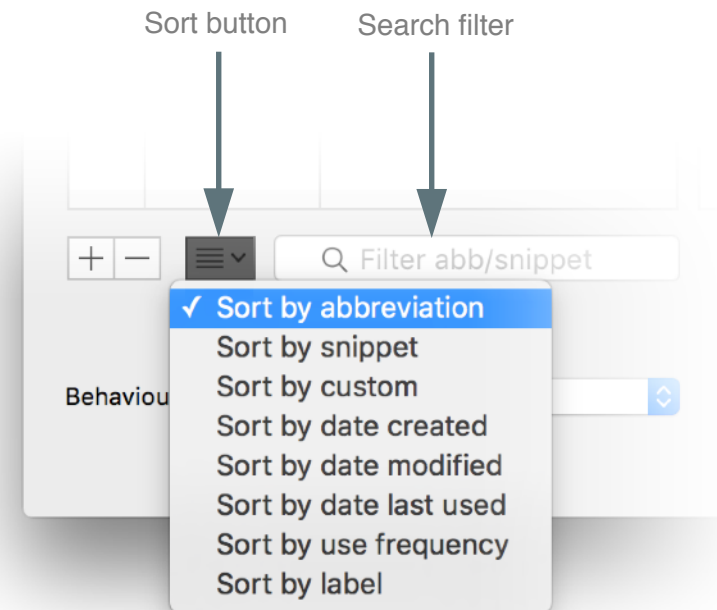 Sort button
Search filter
Filter abb/snippet
Sort by abbreviation
Sort by snippet
Sort by custom
Behaviou
Sort by date created
Sort by date modified
Sort by date last used
Sort by use frequency
Sort by label